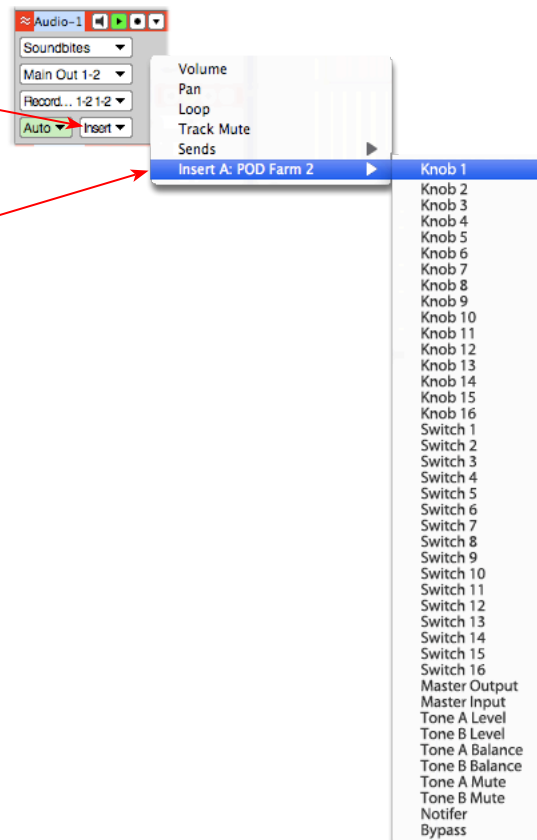 Audio-1
Soundbites
Main Out 1-2
Record... 1-2 1-2
Auto
Insert
Volume
Pan
Loop
Track Mute
Sends
Insert A: POD Farm 2
Knob 1
Knob 2
Knob 3
Knob 4
Knob 5
Knob 6
Knob 7
Knob 8
Knob 9
Knob 10
Knob 11
Knob 12
Knob 13
Knob 14
Knob 15
Knob 16
Switch 1
Switch 2
Switch 3
Switch 4
Switch 5
Switch 6
Switch 7
Switch 8
Switch 9
Switch 10
Switch 11
Switch 12
Switch 13
Switch 14
Switch 15
Switch 16
Master Output
Master Input
Tone A Level
Tone B Level
Tone A Balance
Tone B Balance
Tone A Mute
Tone B Mute
Notifer
Bypass